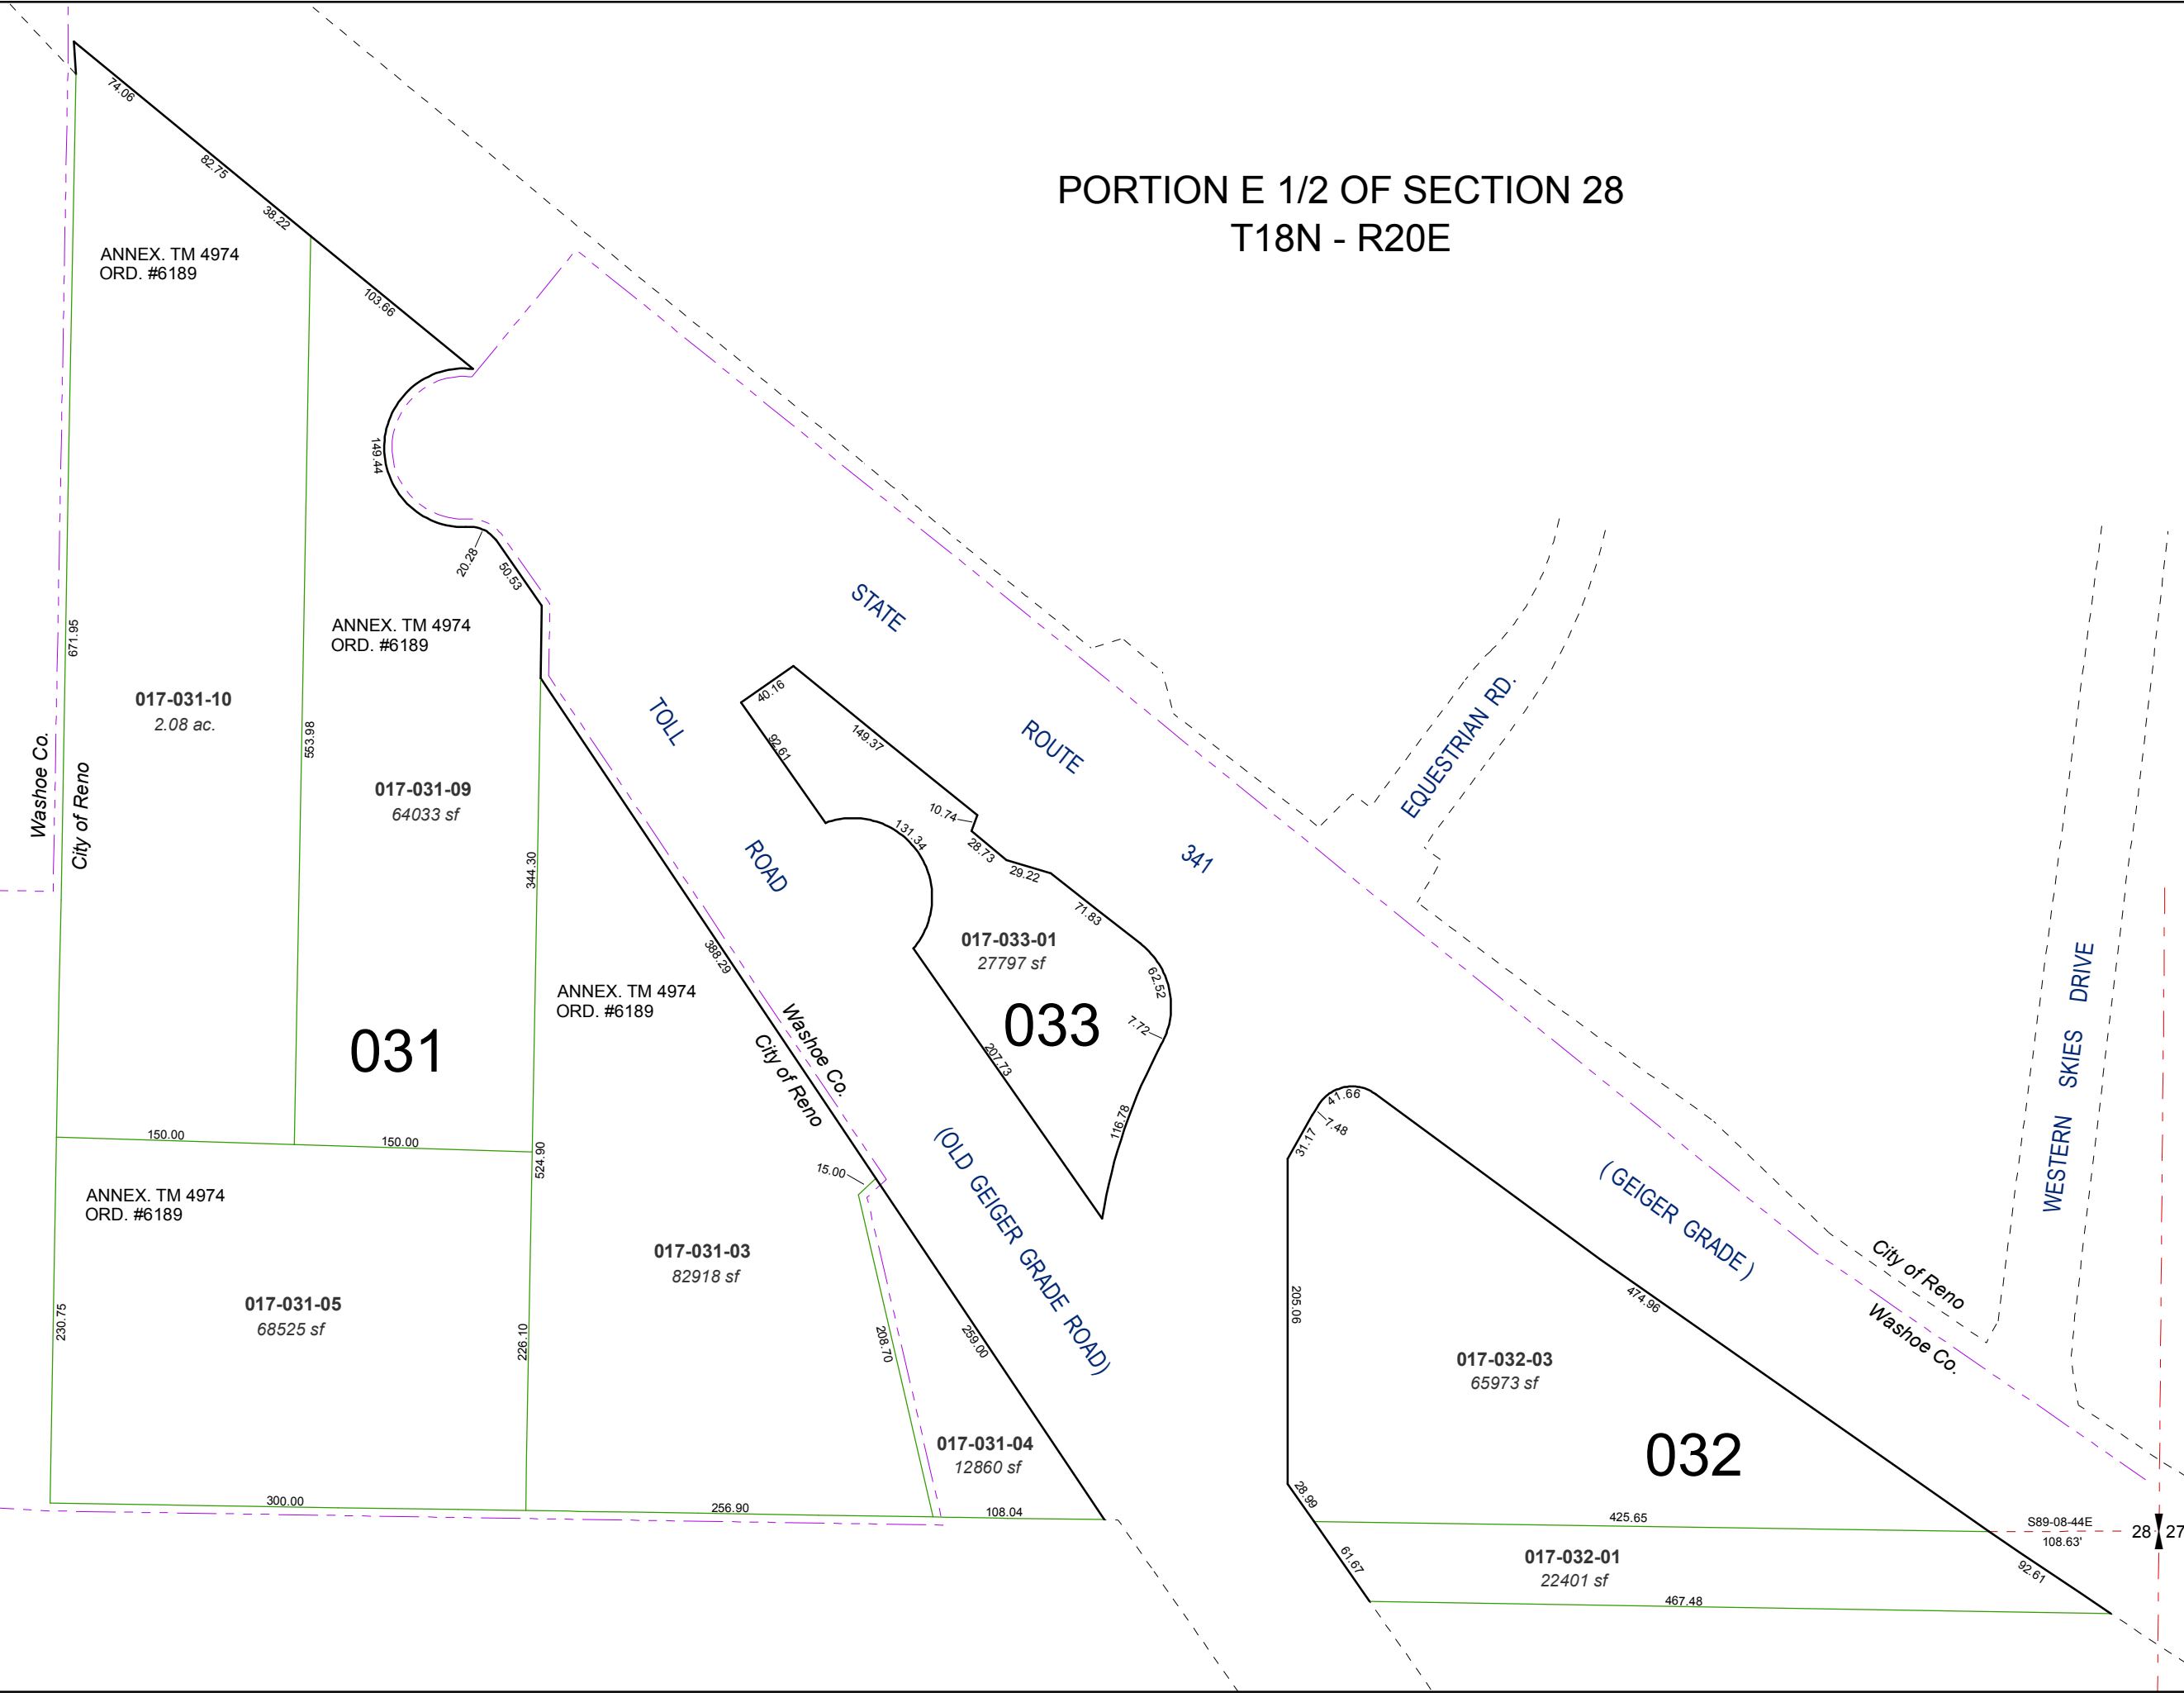 PORTION E 1/2 OF SECTION 28
T18N - R20E
74.06
82.75
38.22
103.66
ANNEX. TM 4974
ORD. #6189
149.44
20.28
50.53
ANNEX. TM 4974
ORD. #6189
671.95
017-031-10
2.08 ac.
553.98
Washoe Co.
City of Reno
017-031-09
64033 sf
344.30
031
150.00
150.00
524.90
ANNEX. TM 4974
ORD. #6189
388.29
Washoe Co.
City of Reno
15.00
ANNEX. TM 4974
ORD. #6189
017-031-05
68525 sf
230.75
226.10
300.00
017-031-03
82918 sf
208.70
259.00
256.90
017-031-04
12860 sf
108.04
TOLL
ROAD
(OLD GEIGER GRADE ROAD)
STATE
ROUTE
341
( GEIGER GRADE )
40.16
149.37
92.61
10.74
28.73
29.22
131.34
71.83
62.52
7.72
116.78
207.73
017-033-01
27797 sf
033
EQUESTRIAN RD.
WESTERN SKIES DRIVE
City of Reno
Washoe Co.
41.66
7.48
31.17
205.06
474.96
017-032-03
65973 sf
032
28.99
425.65
S89-08-44E
108.63'
28
27
61.67
017-032-01
22401 sf
92.61
467.48